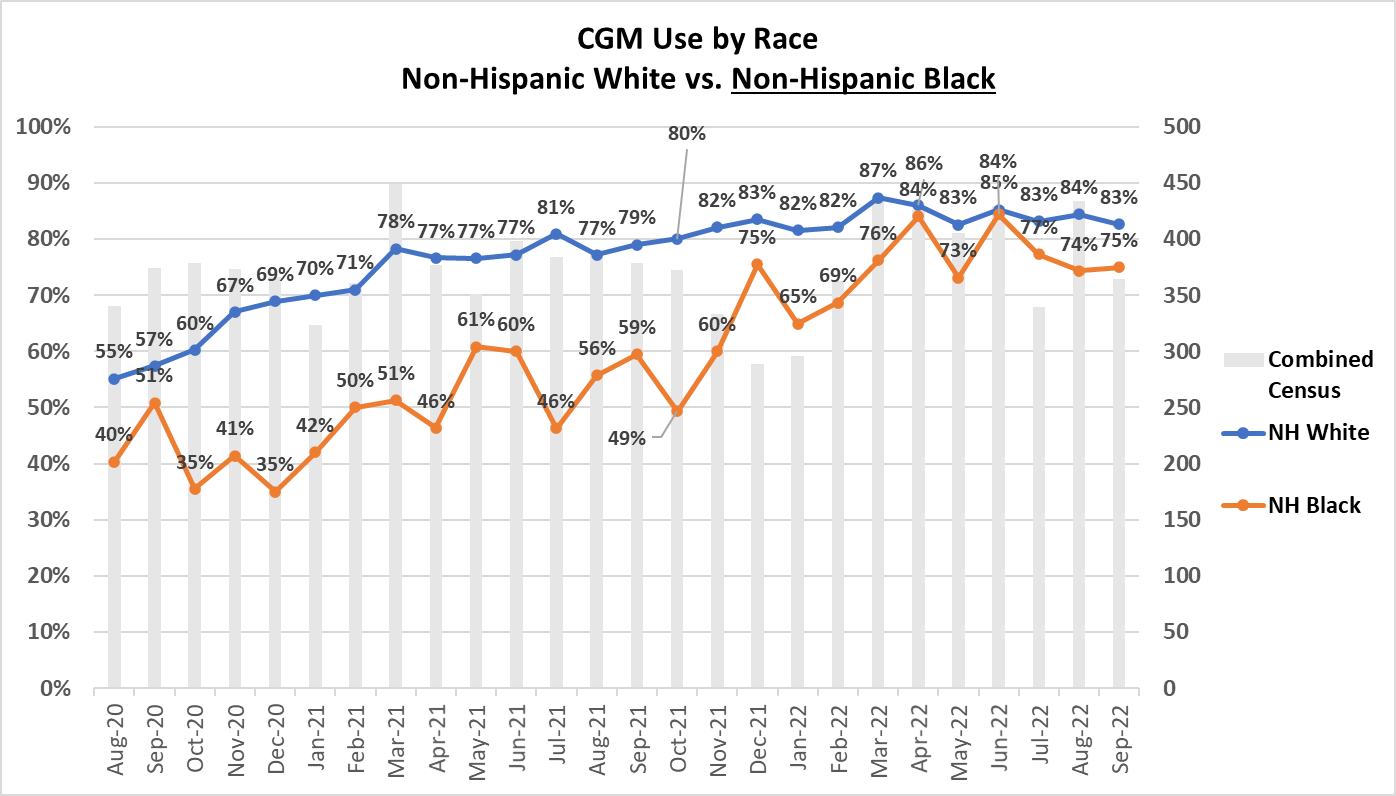 CGM Use by Race
Non-Hispanic White vs. Non-Hispanic Black
100%
90%
80%
70%
60%
50%
40%
30%
20%
10%
0%
500
450
400
350
300
250
200
150
100
50
0
55%
57%
60%
67%
69%
70%
71%
78%
77%
77%
77%
81%
77%
79%
80%
82%
83%
82%
82%
87%
86%
83%
85%
83%
84%
83%
40%
51%
35%
41%
35%
42%
50%
51%
46%
61%
60%
46%
56%
59%
49%
60%
75%
65%
69%
76%
84%
73%
84%
77%
74%
75%
Aug-20
Sep-20
Oct-20
Nov-20
Dec-20
Jan-21
Feb-21
Mar-21
Apr-21
May-21
Jun-21
Jul-21
Aug-21
Sep-21
Oct-21
Nov-21
Dec-21
Jan-22
Feb-22
Mar-22
Apr-22
May-22
Jun-22
Jul-22
Aug-22
Sep-22
Combined
Census
NH White
NH Black